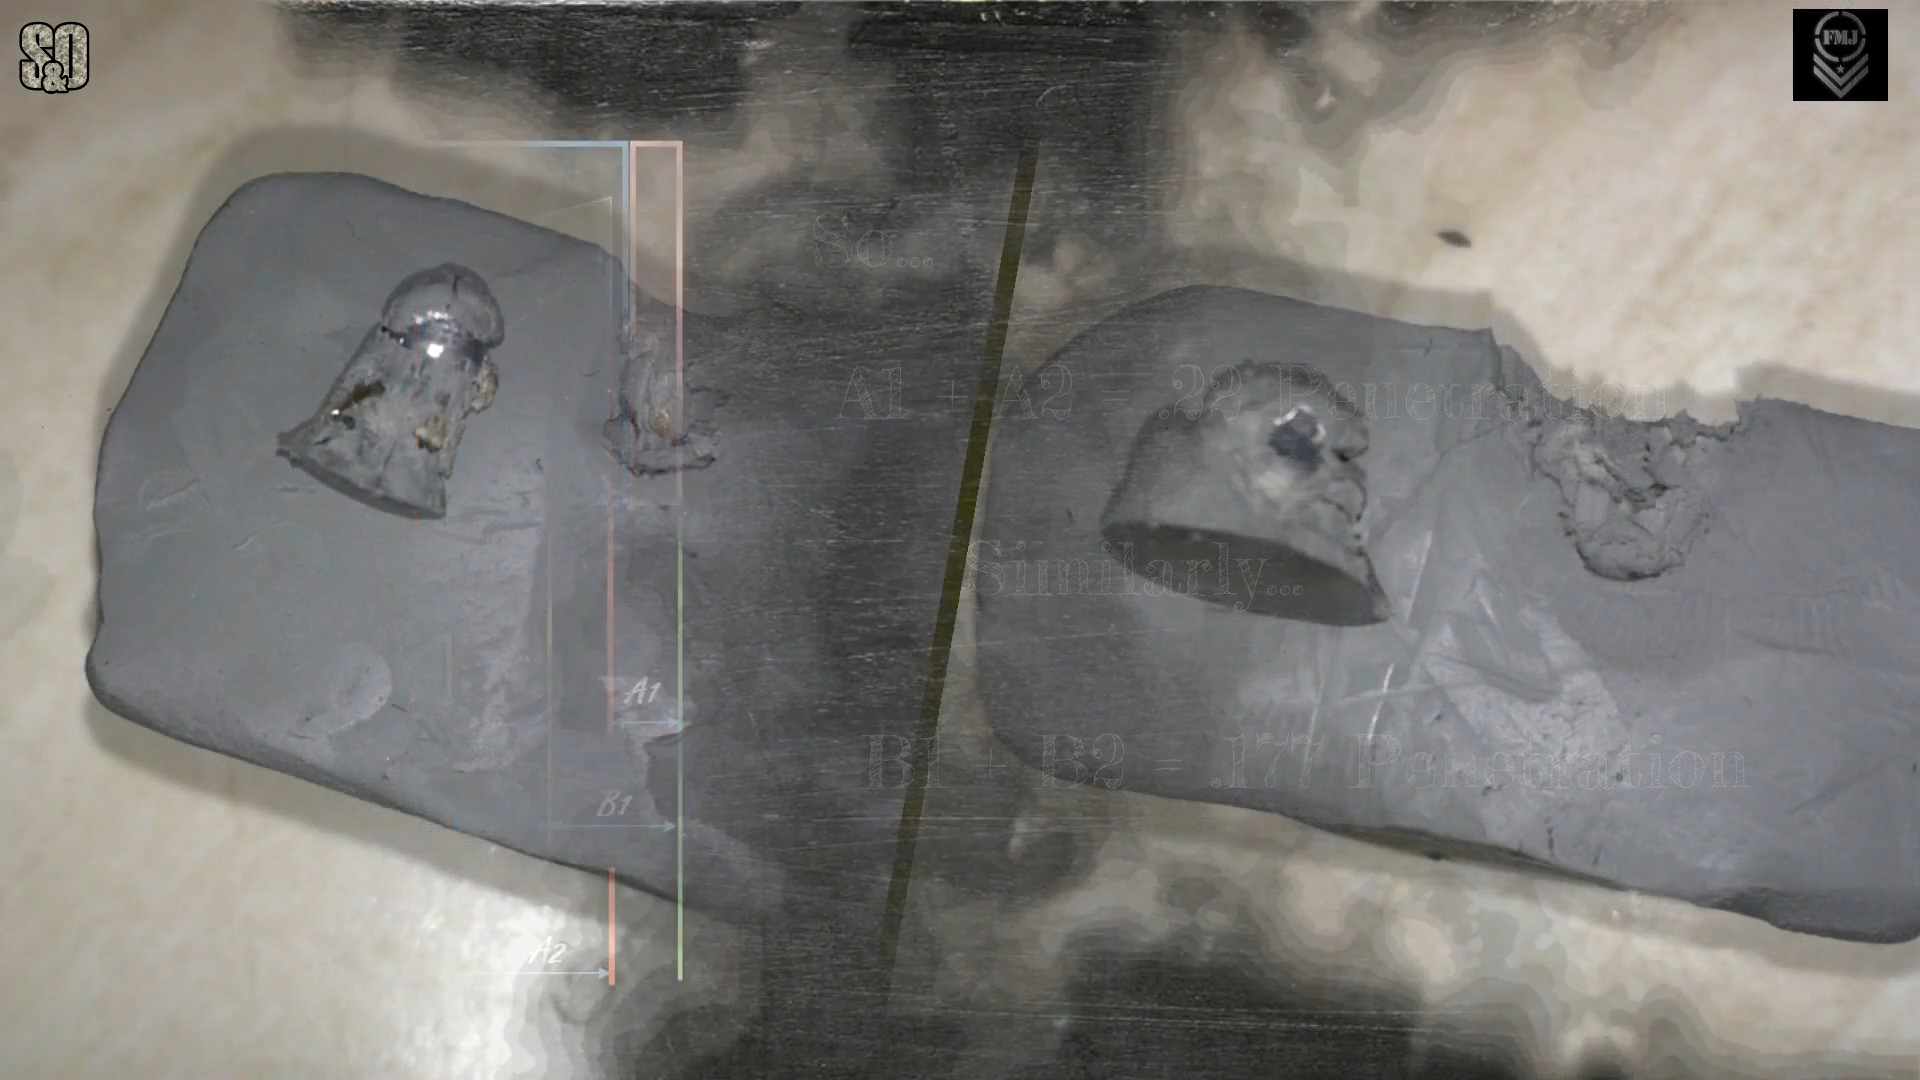 S&D
FMJ
So...
A1 + A2 = .22 Penetration
Similarly...
A1
B1 + B2 = .177 Penetration
B1
A2